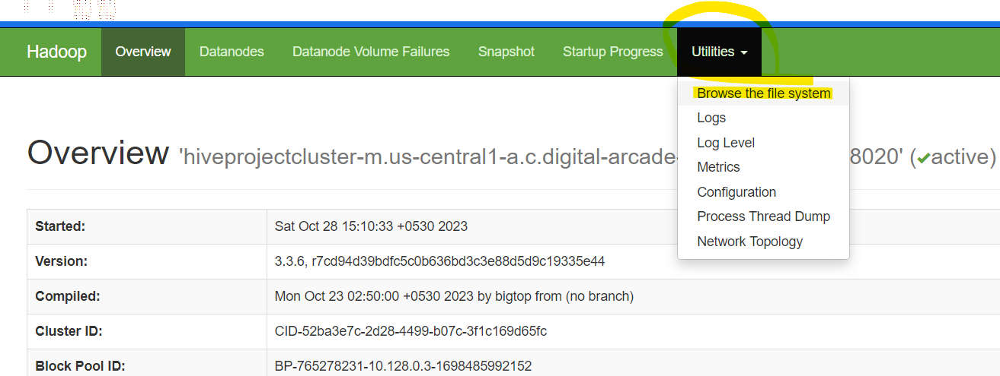 Hadoop Overview Datanodes Datanode Volume Failures Snapshot Startup Progress Utilities
Browse the file system
Logs
Log Level
Metrics
Configuration
Process Thread Dump
Network Topology
Overview 'hiveprojectcluster-m.us-central1-a.c.digital-arcade- 8020' (✔active)
Started: Sat Oct 28 15:10:33 +0530 2023
Version: 3.3.6, r7cd94d39bdfc5c0b636bd3c3e88d5d9c19335e44
Compiled: Mon Oct 23 02:50:00 +0530 2023 by bigtop from (no branch)
Cluster ID: CID-52ba3e7c-2d28-4499-b07c-3f1c169d65fc
Block Pool ID: BP-765278231-10.128.0.3-1698485992152